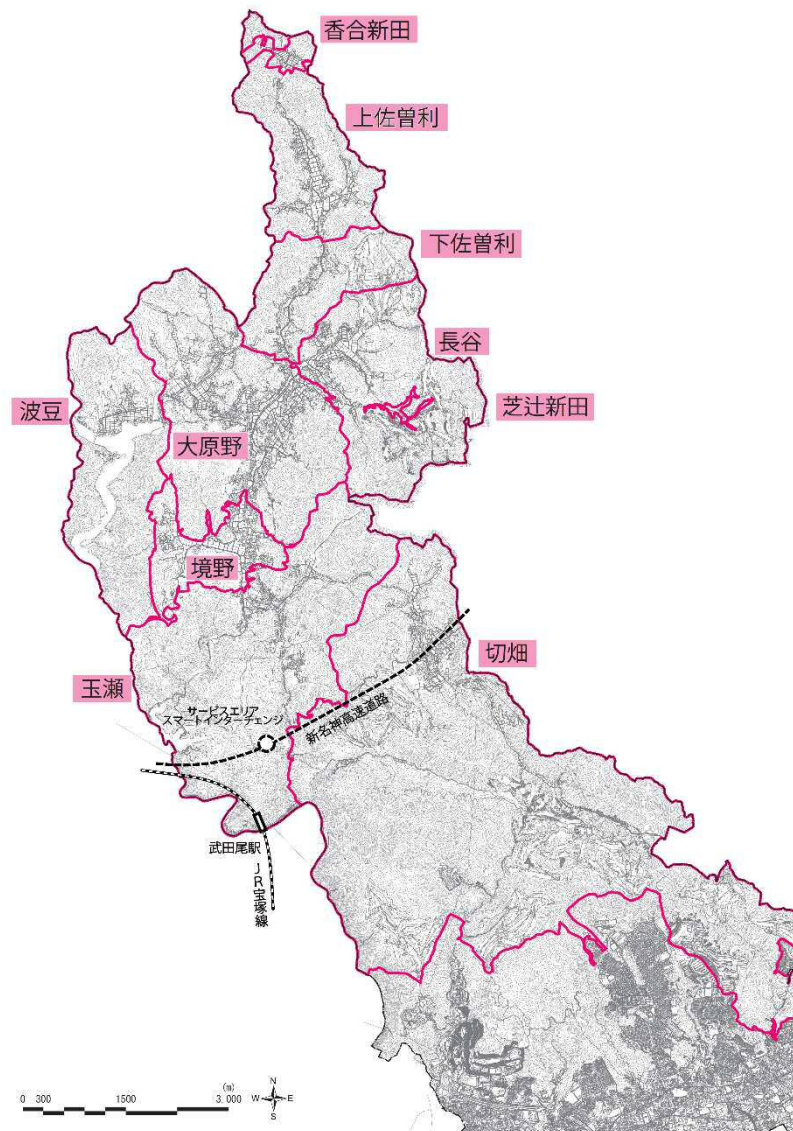 香合新田
上佐曽利
下佐曽利
長谷
芝辻新田
波豆
大原野
境野
切畑
玉瀬
サービスエリア
スマートインターチェンジ
新名神高速道路
武田尾駅
JR宝塚線
(m)
0 300 1500 3.000
N
W E
S